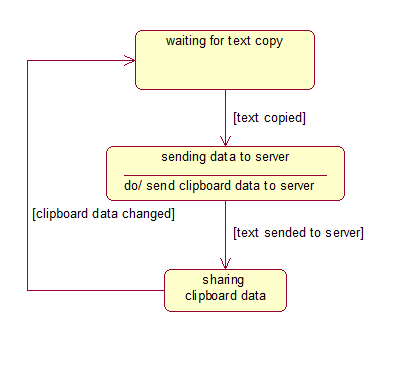 waiting for text copy
[text copied]
sending data to server
do/ send clipboard data to server
[clipboard data changed]
[text sended to server]
sharing
clipboard data